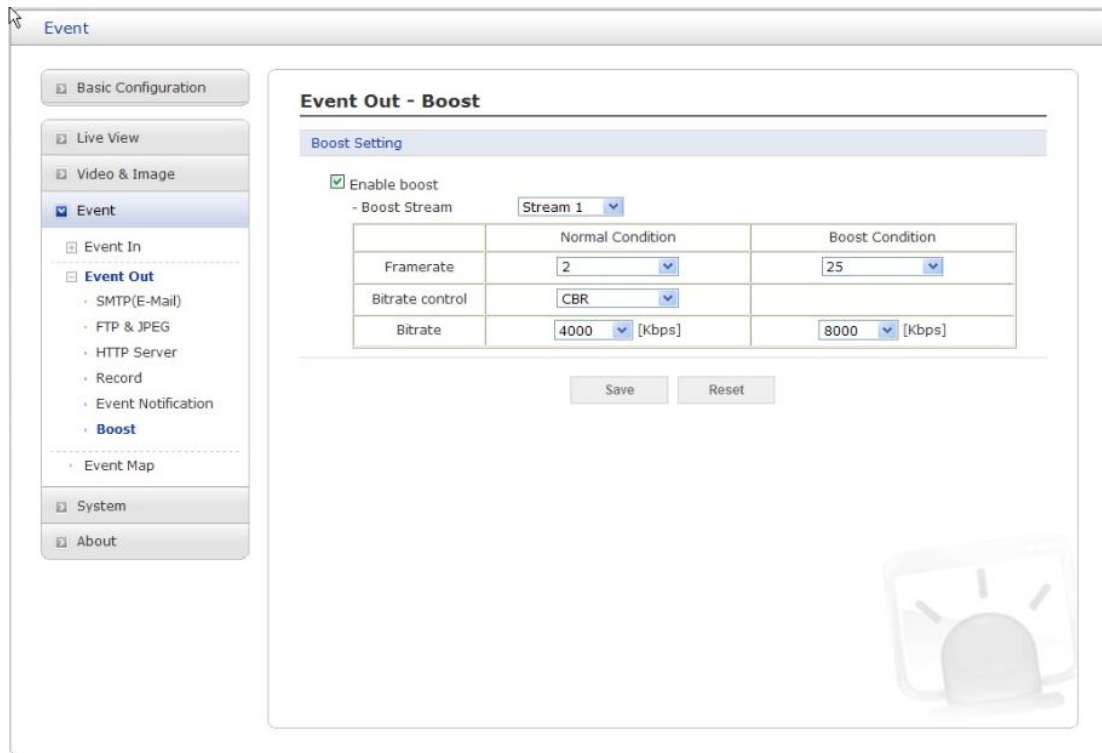 Event
Basic Configuration
Live View
Video & Image
Event
Event In
Event Out
SMTP(E-Mail)
FTP & JPEG
HTTP Server
Record
Event Notification
Boost
Event Map
System
About
Event Out - Boost
Boost Setting
Enable boost
- Boost Stream Stream 1
Normal Condition Boost Condition
Framerate 2 25
Bitrate control CBR
Bitrate 4000 [Kbps] 8000 [Kbps]
Save Reset